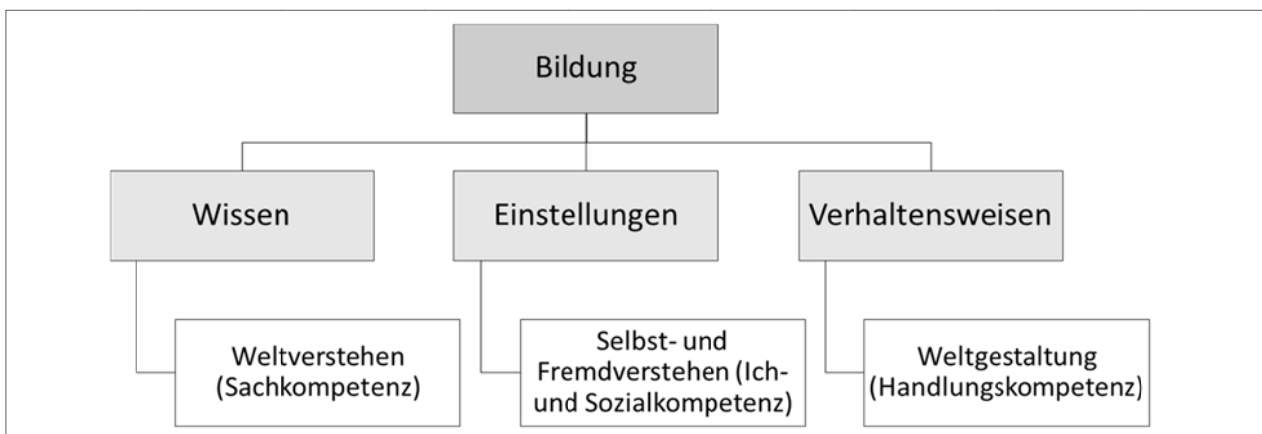 Bildung
Wissen
Einstellungen
Verhaltensweisen
Weltverstehen
(Sachkompetenz)
Selbst- und
Fremdverstehen (Ich-
und Sozialkompetenz)
Weltgestaltung
(Handlungskompetenz)